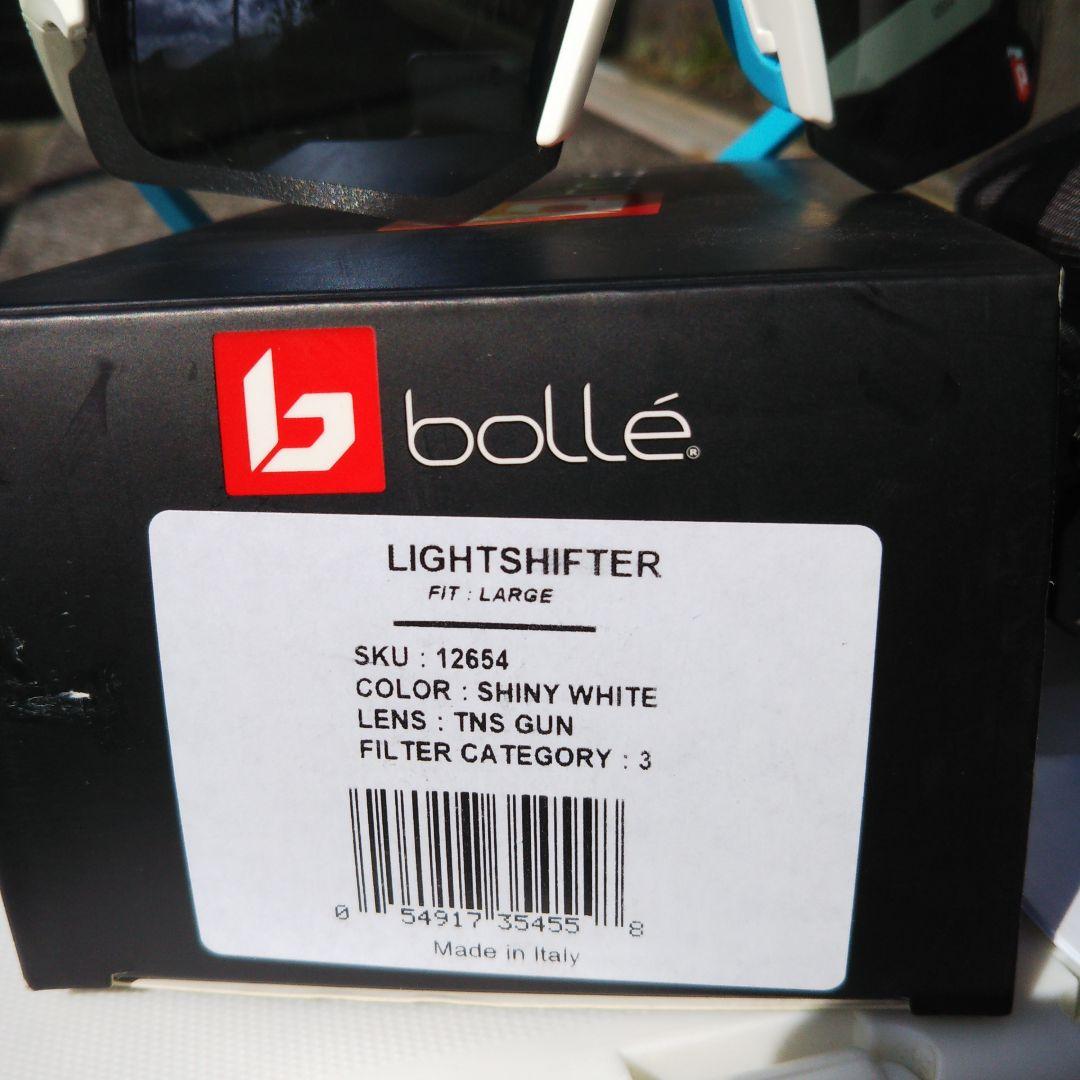 b bollé®
LIGHTSHIFTER
FIT : LARGE
SKU : 12654
COLOR : SHINY WHITE
LENS : TNS GUN
FILTER CATEGORY : 3
0 54917 35455 8
Made in Italy